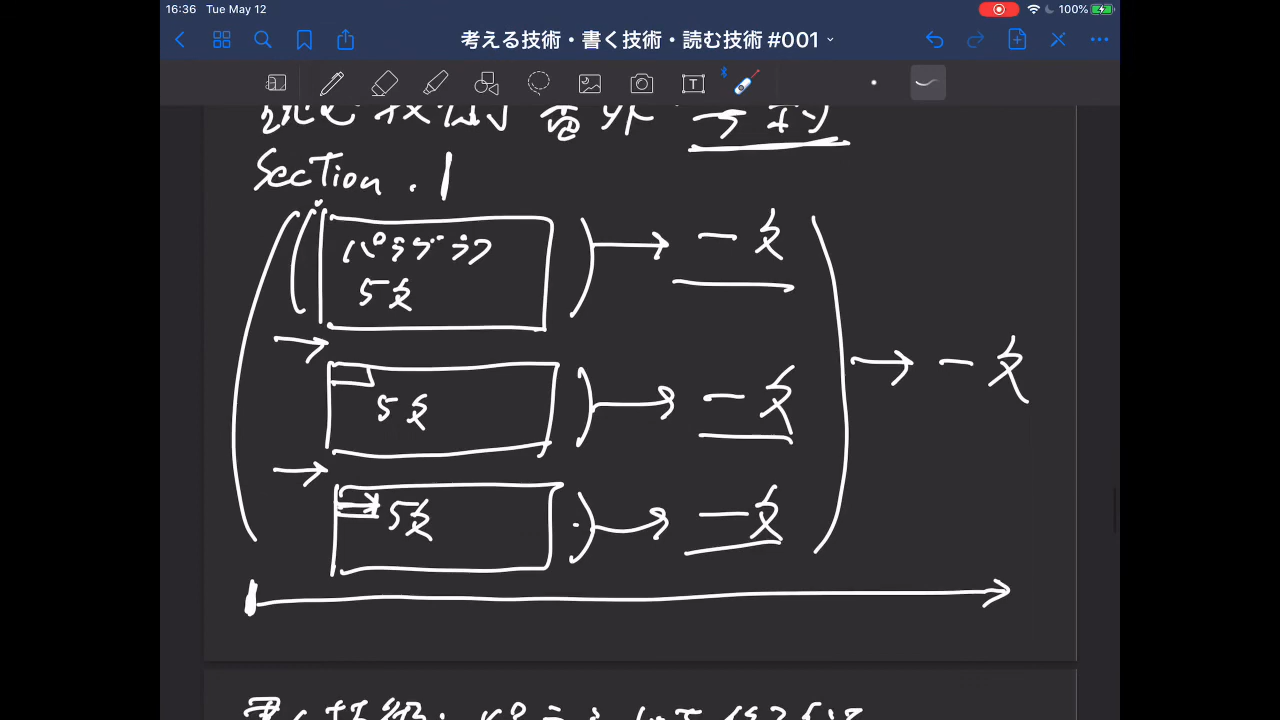 16:36 Tue May 12 100%
考える技術・書く技術・読む技術 #001
T
Section. 1
パラグラフ
5文
→ 一文
5文
→ 一文
→ 一文
5文
→ 一文